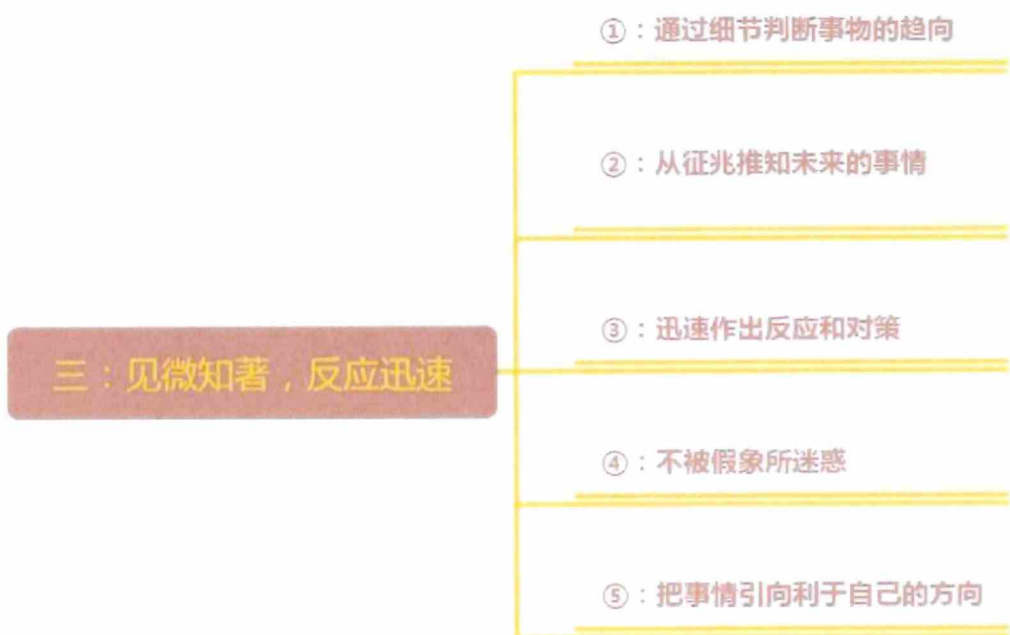 ①：通过细节判断事物的趋向
②：从征兆推知未来的事情
三：见微知著，反应迅速
③：迅速作出反应和对策
④：不被假象所迷惑
⑤：把事情引向利于自己的方向